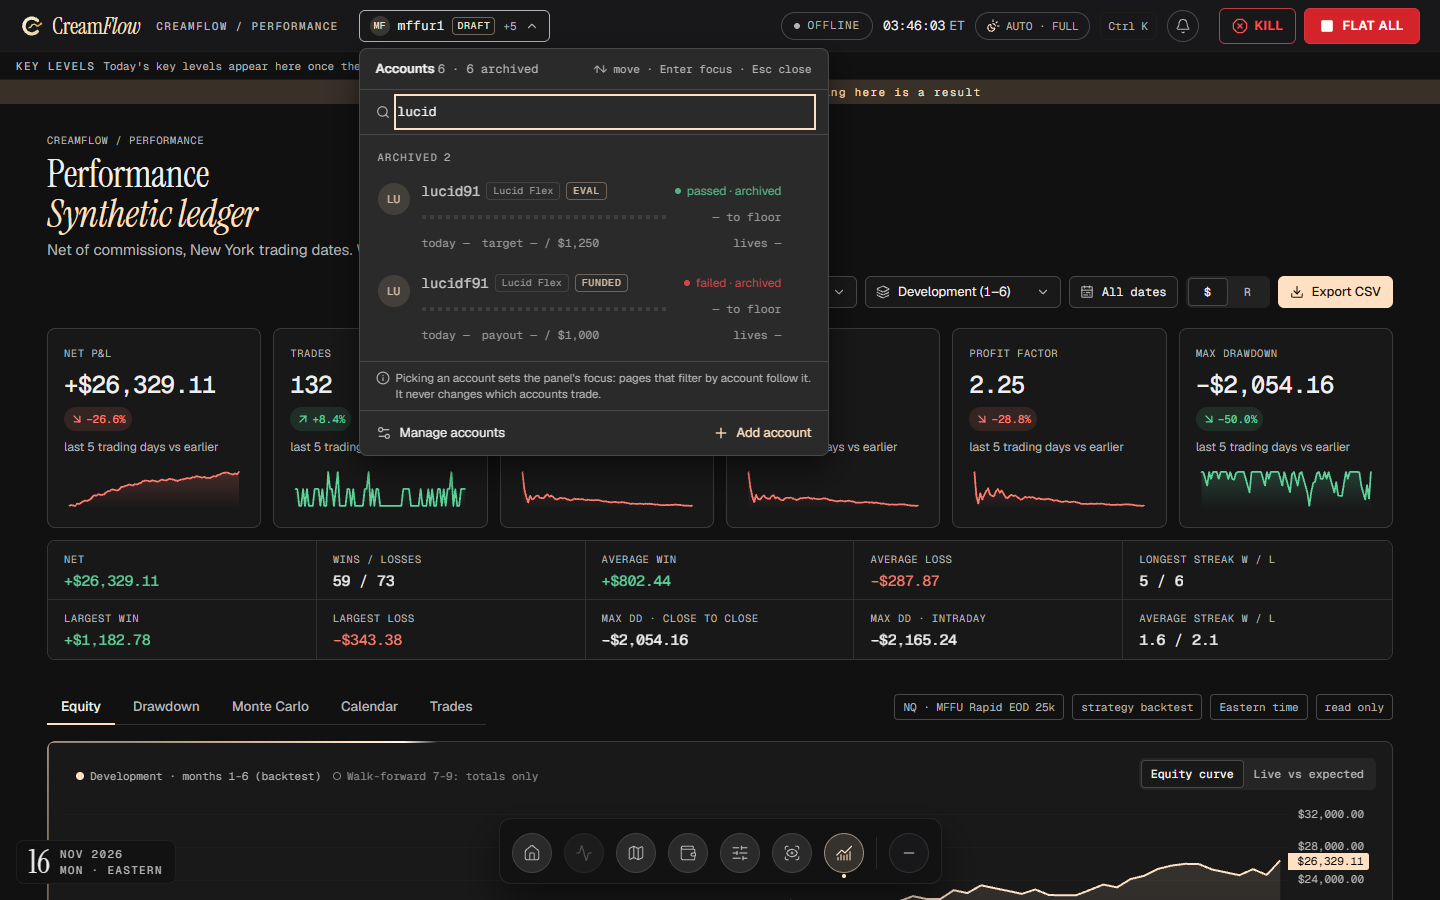 CreamFlow
CREAMFLOW / PERFORMANCE
MF mffur1 DRAFT +5
OFFLINE
03:46:03 ET
AUTO · FULL
Ctrl K
KILL
FLAT ALL
KEY LEVELS Today's key levels appear here once the
ng here is a result
Accounts 6 · 6 archived
move · Enter focus · Esc close
lucid
ARCHIVED 2
LU lucid91 Lucid Flex EVAL passed · archived
— to floor
today — target — / $1,250 lives —
LU lucidf91 Lucid Flex FUNDED failed · archived
— to floor
today — payout — / $1,000 lives —
Picking an account sets the panel's focus: pages that filter by account follow it.
It never changes which accounts trade.
Manage accounts
Add account
CREAMFLOW / PERFORMANCE
Performance
Synthetic ledger
Net of commissions, New York trading dates.
Development (1–6)
All dates
$ R
Export CSV
NET P&L
+$26,329.11
−26.6%
last 5 trading days vs earlier
TRADES
132
+8.4%
last 5 trading
ays vs earlier
PROFIT FACTOR
2.25
−28.8%
last 5 trading days vs earlier
MAX DRAWDOWN
−$2,054.16
−50.0%
last 5 trading days vs earlier
NET
+$26,329.11
WINS / LOSSES
59 / 73
AVERAGE WIN
+$802.44
AVERAGE LOSS
−$287.87
LONGEST STREAK W / L
5 / 6
LARGEST WIN
+$1,182.78
LARGEST LOSS
−$343.38
MAX DD · CLOSE TO CLOSE
−$2,054.16
MAX DD · INTRADAY
−$2,165.24
AVERAGE STREAK W / L
1.6 / 2.1
Equity
Drawdown
Monte Carlo
Calendar
Trades
NQ · MFFU Rapid EOD 25k
strategy backtest
Eastern time
read only
Development · months 1-6 (backtest)
Walk-forward 7-9: totals only
Equity curve
Live vs expected
$32,000.00
$28,000.00
$26,329.11
$24,000.00
16 NOV 2026
MON · EASTERN